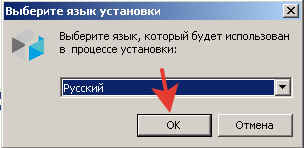 Выберите язык установки
Выберите язык, который будет использован
в процессе установки:
Русский
OK
Отмена